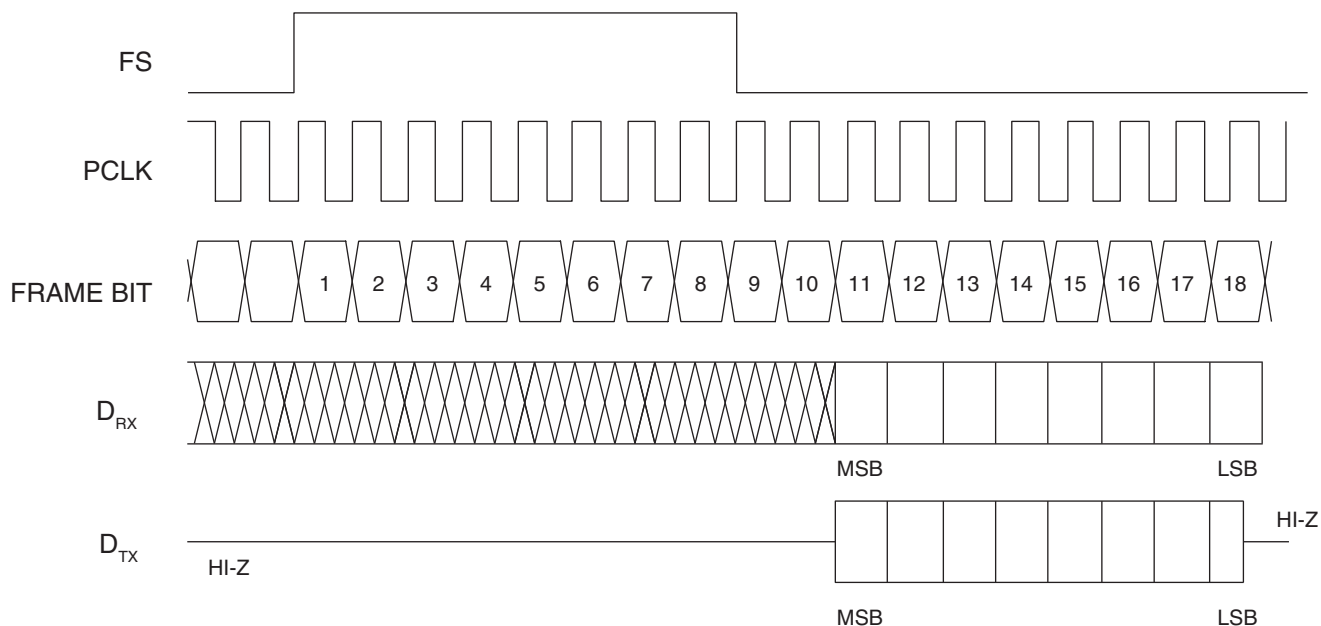 FS
PCLK
FRAME BIT 1 2 3 4 5 6 7 8 9 10 11 12 13 14 15 16 17 18
DRX
MSB LSB
DTX
HI-Z
HI-Z
MSB LSB